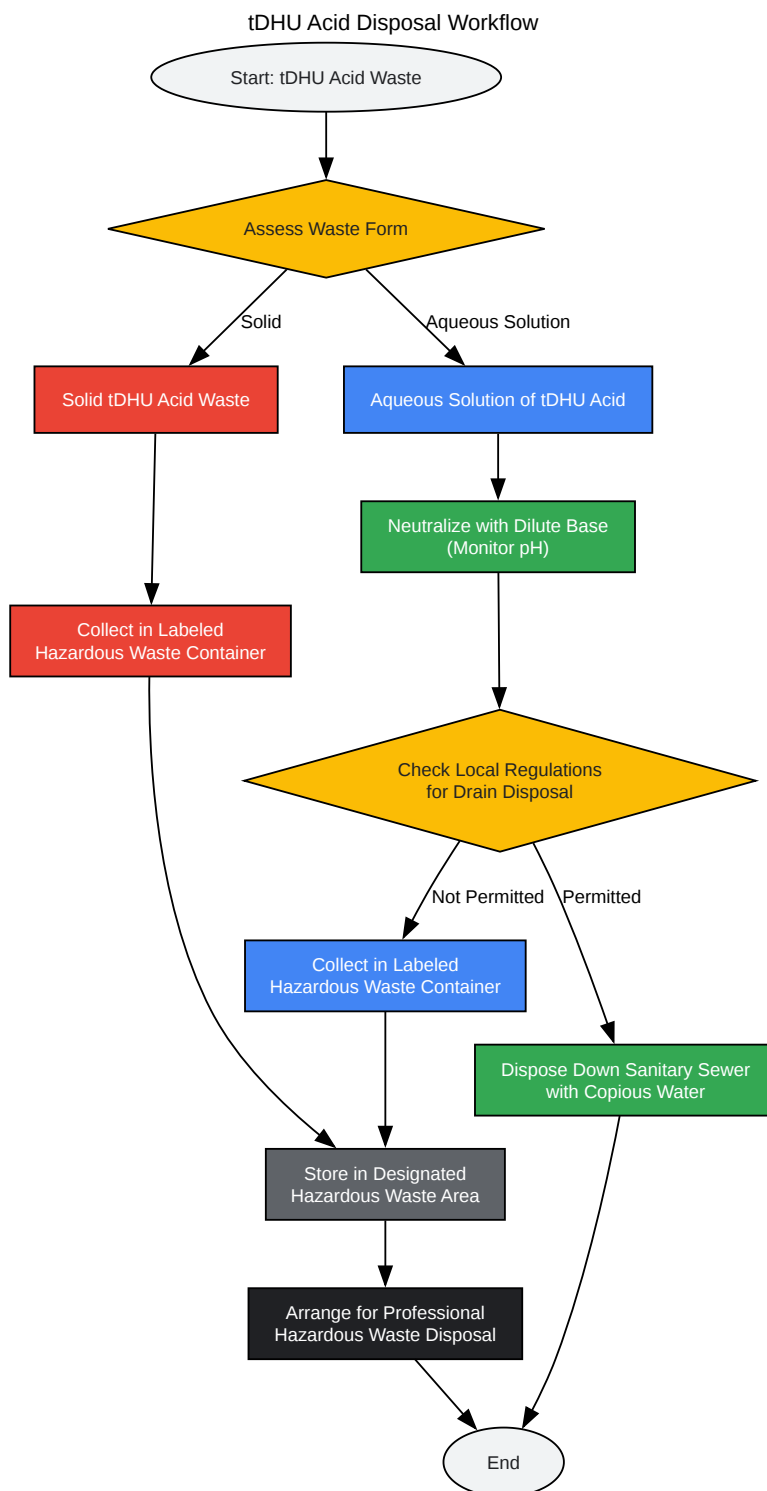 tDHU Acid Disposal Workflow
Start: tDHU Acid Waste
Assess Waste Form
Solid
Aqueous Solution
Solid tDHU Acid Waste
Aqueous Solution of tDHU Acid
Neutralize with Dilute Base
(Monitor pH)
Collect in Labeled
Hazardous Waste Container
Check Local Regulations
for Drain Disposal
Not Permitted
Permitted
Collect in Labeled
Hazardous Waste Container
Dispose Down Sanitary Sewer
with Copious Water
Store in Designated
Hazardous Waste Area
Arrange for Professional
Hazardous Waste Disposal
End